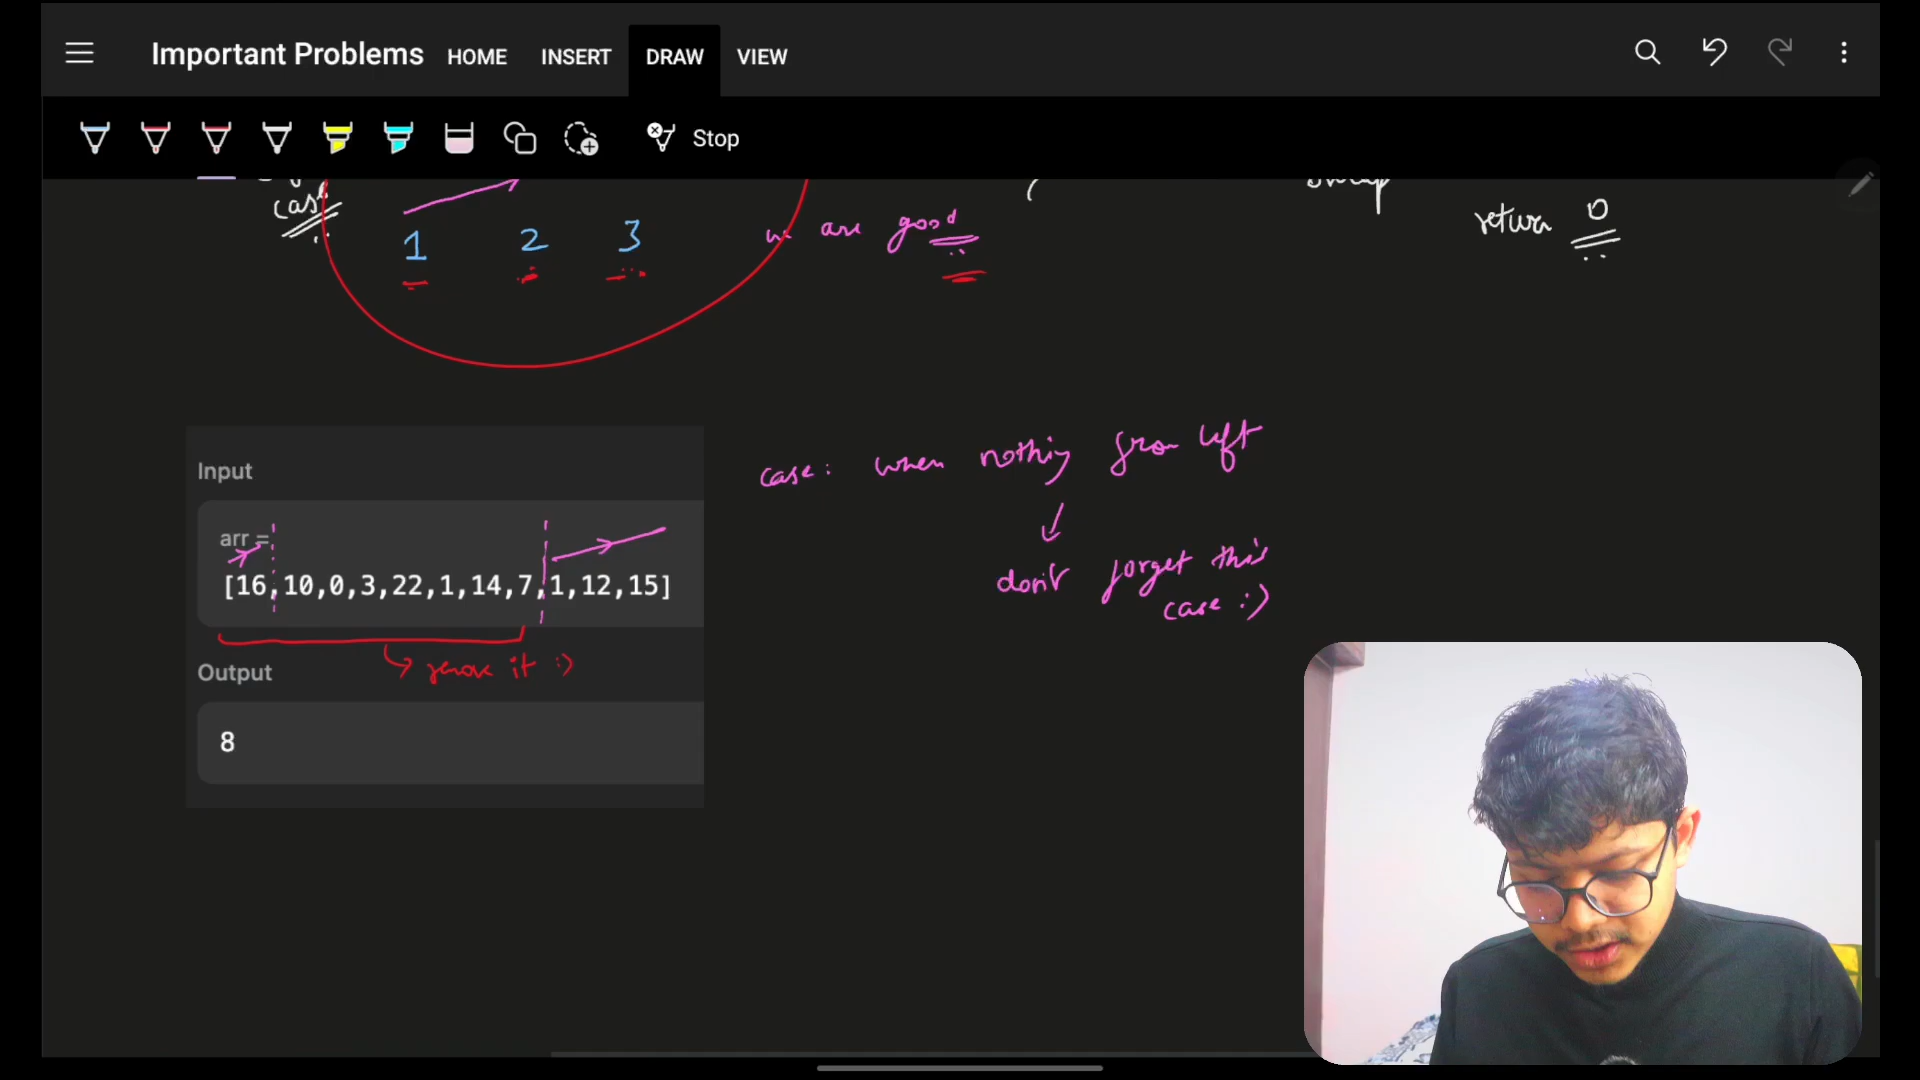 Important Problems HOME INSERT DRAW VIEW
Stop
case
1 2 3
we are good
return 0
Input
arr =
[16,10,0,3,22,1,14,7,1,12,15]
remove it :)
Output
8
case: when nothing from left
don't forget this
case :)